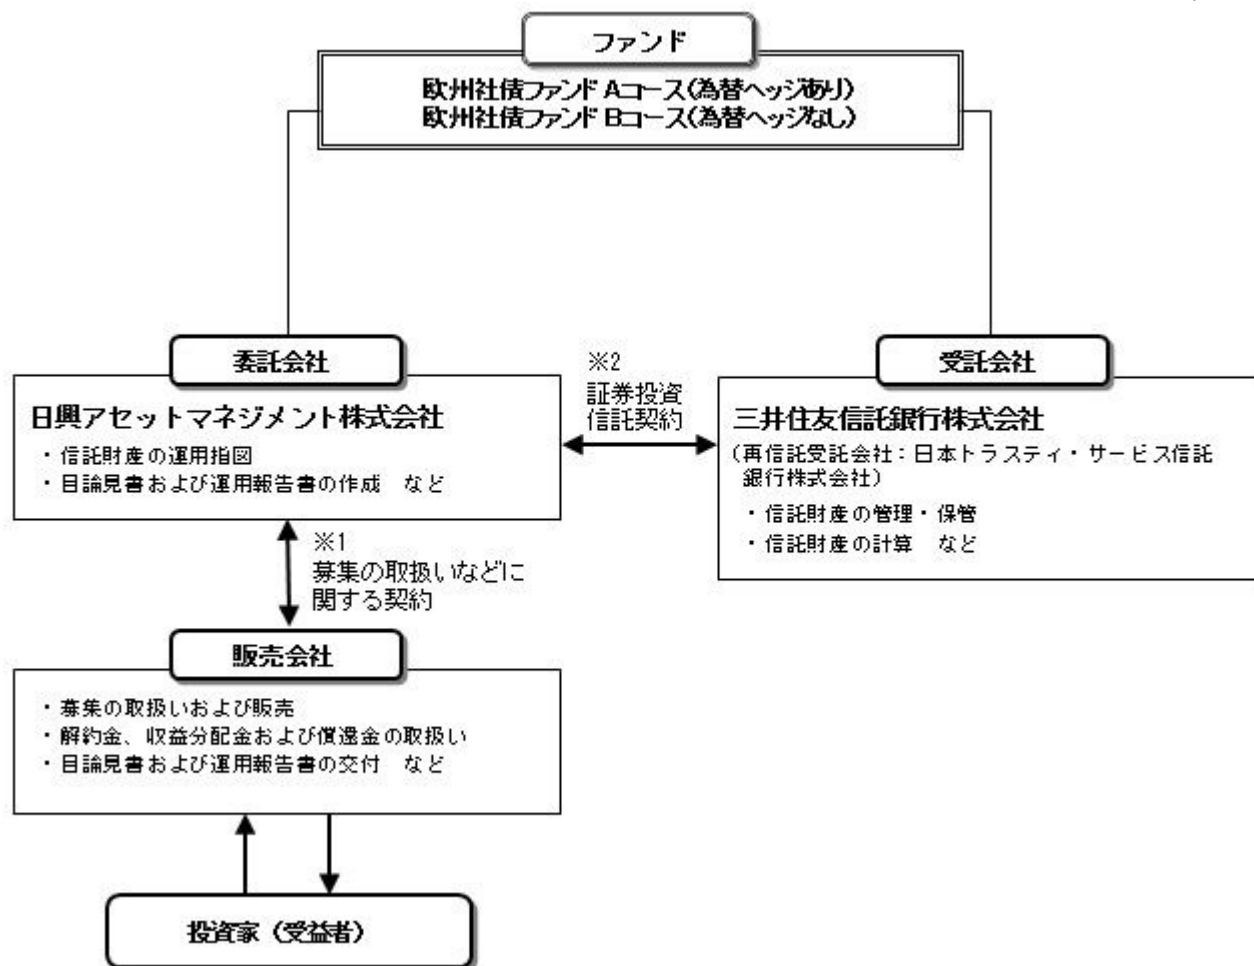 ファンド
欧州社債ファンド Aコース(為替ヘッジあり)
欧州社債ファンド Bコース(為替ヘッジなし)
委託会社
日興アセットマネジメント株式会社
・信託財産の運用指図
・目論見書および運用報告書の作成 など
※2
証券投資
信託契約
受託会社
三井住友信託銀行株式会社
(再信託受託会社:日本トラスティ・サービス信託
銀行株式会社)
・信託財産の管理・保管
・信託財産の計算 など
※1
募集の取扱いなどに
関する契約
販売会社
・募集の取扱いおよび販売
・解約金、収益分配金および償還金の取扱い
・目論見書および運用報告書の交付 など
投資家(受益者)